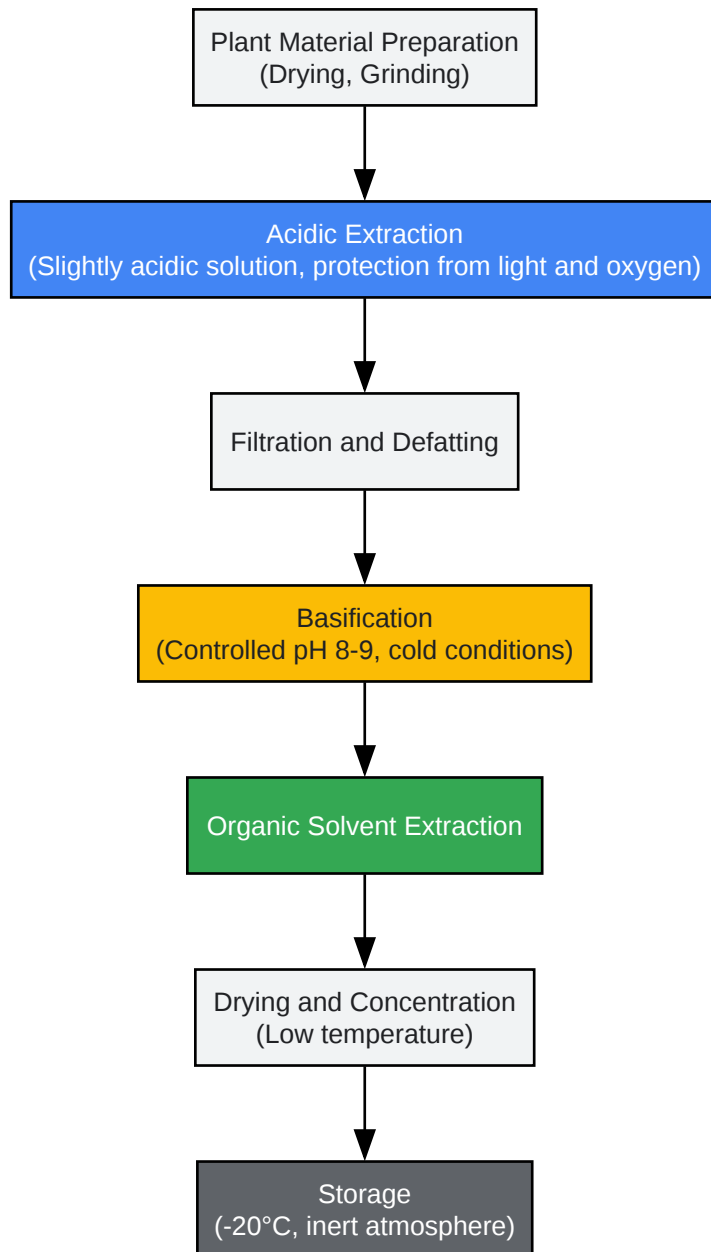 Plant Material Preparation
(Drying, Grinding)
Acidic Extraction
(Slightly acidic solution, protection from light and oxygen)
Filtration and Defatting
Basification
(Controlled pH 8-9, cold conditions)
Organic Solvent Extraction
Drying and Concentration
(Low temperature)
Storage
(-20°C, inert atmosphere)